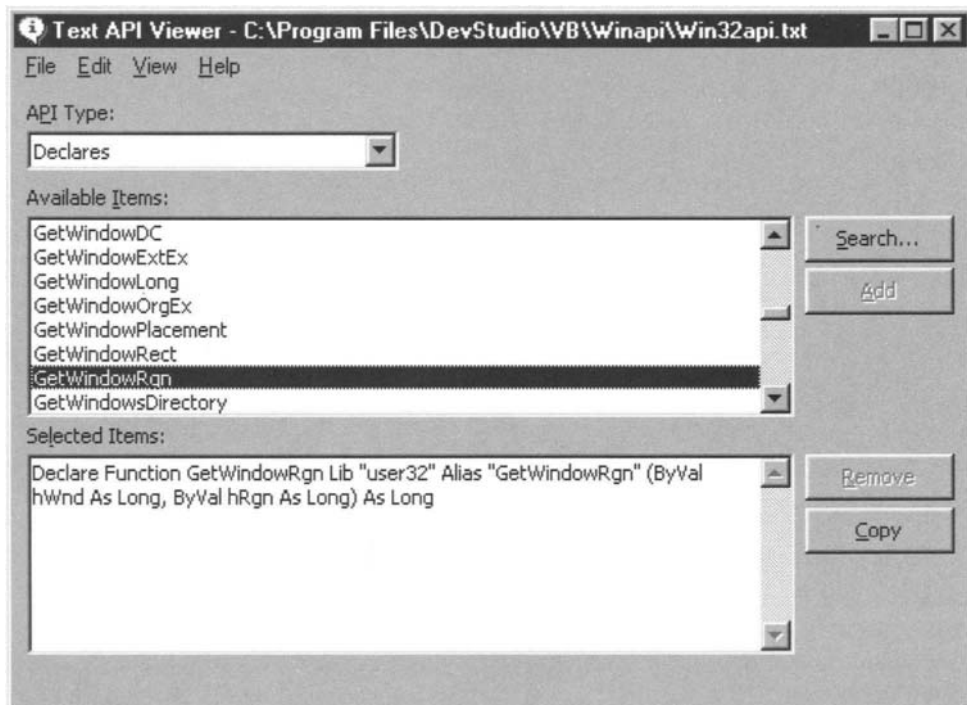 Text API Viewer - C:\Program Files\DevStudio\VB\Winapi\Win32api.txt
File Edit View Help
API Type:
Declares
Available Items:
GetWindowDC
GetWindowExtEx
GetWindowLong
GetWindowOrgEx
GetWindowPlacement
GetWindowRect
GetWindowRgn
GetWindowsDirectory
Search...
Add
Selected Items:
Declare Function GetWindowRgn Lib "user32" Alias "GetWindowRgn" (ByVal
hWnd As Long, ByVal hRgn As Long) As Long
Remove
Copy